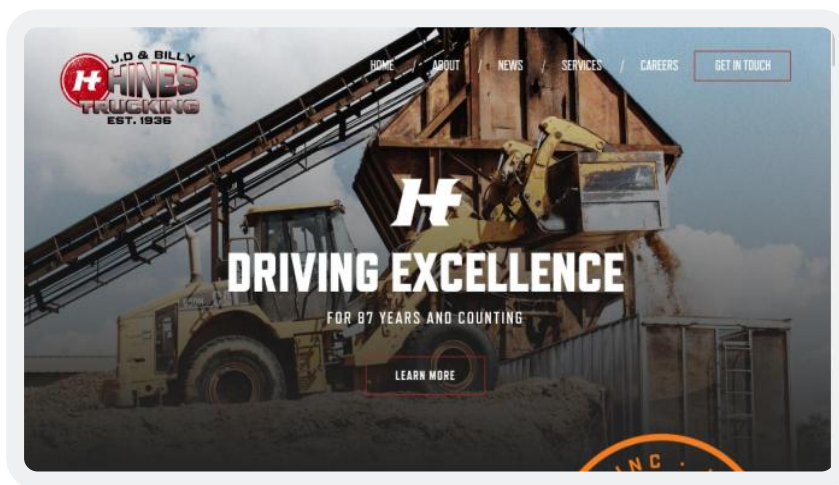 J.D & BILLY
H HINES
TRUCKING
EST. 1936
HOME / ABOUT / NEWS / SERVICES / CAREERS GET IN TOUCH
H
DRIVING EXCELLENCE
FOR 87 YEARS AND COUNTING
LEARN MORE
INC .